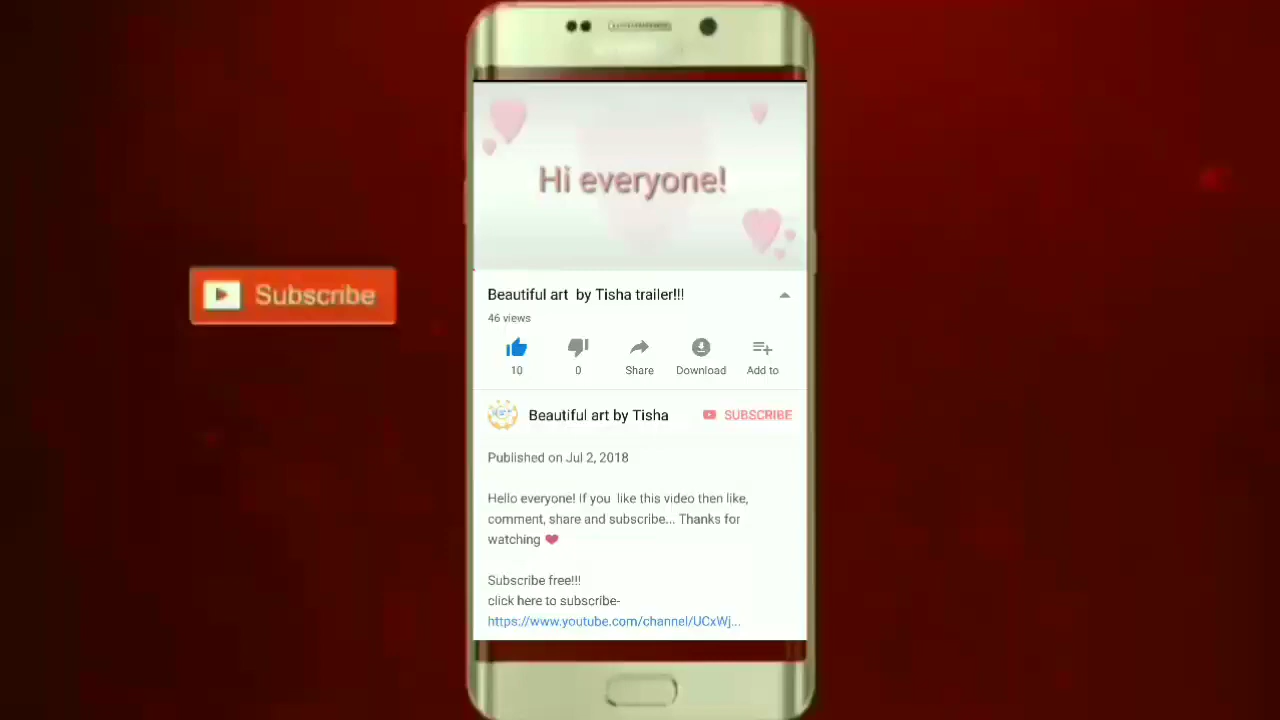 Hi everyone!
Subscribe
Beautiful art  by Tisha trailer!!!
46 views
10
0
Share
Download
Add to
Beautiful art by Tisha
SUBSCRIBE
Published on Jul 2, 2018
Hello everyone! If you  like this video then like,
comment, share and subscribe... Thanks for
watching ❤
Subscribe free!!!
click here to subscribe-
https://www.youtube.com/channel/UCxWj...